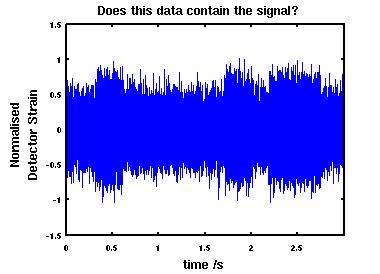 Does this data contain the signal?
1.5
1
0.5
0
-0.5
-1
-1.5
Normalised
Detector Strain
0 0.5 1 1.5 2 2.5
time /s